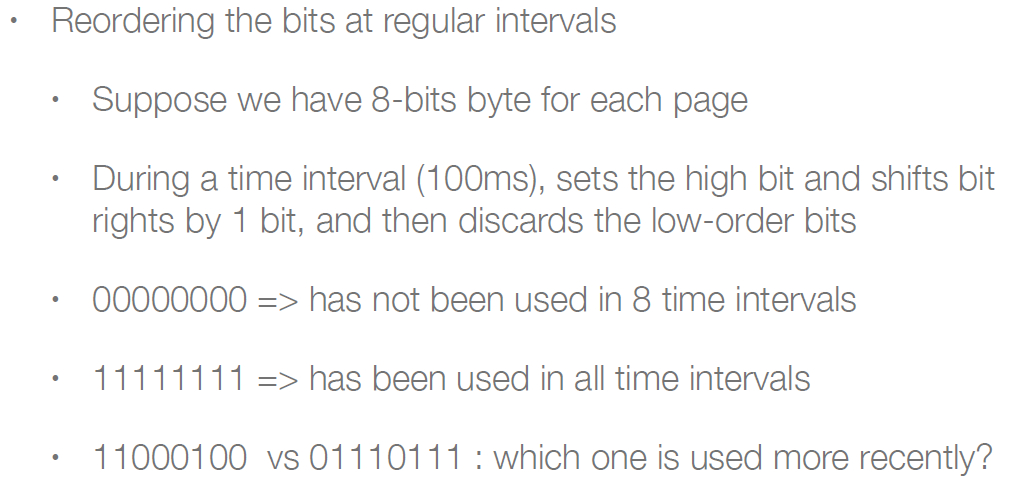 • Reordering the bits at regular intervals
• Suppose we have 8-bits byte for each page
• During a time interval (100ms), sets the high bit and shifts bit
rights by 1 bit, and then discards the low-order bits
• 00000000 => has not been used in 8 time intervals
• 11111111 => has been used in all time intervals
• 11000100 vs 01110111 : which one is used more recently?